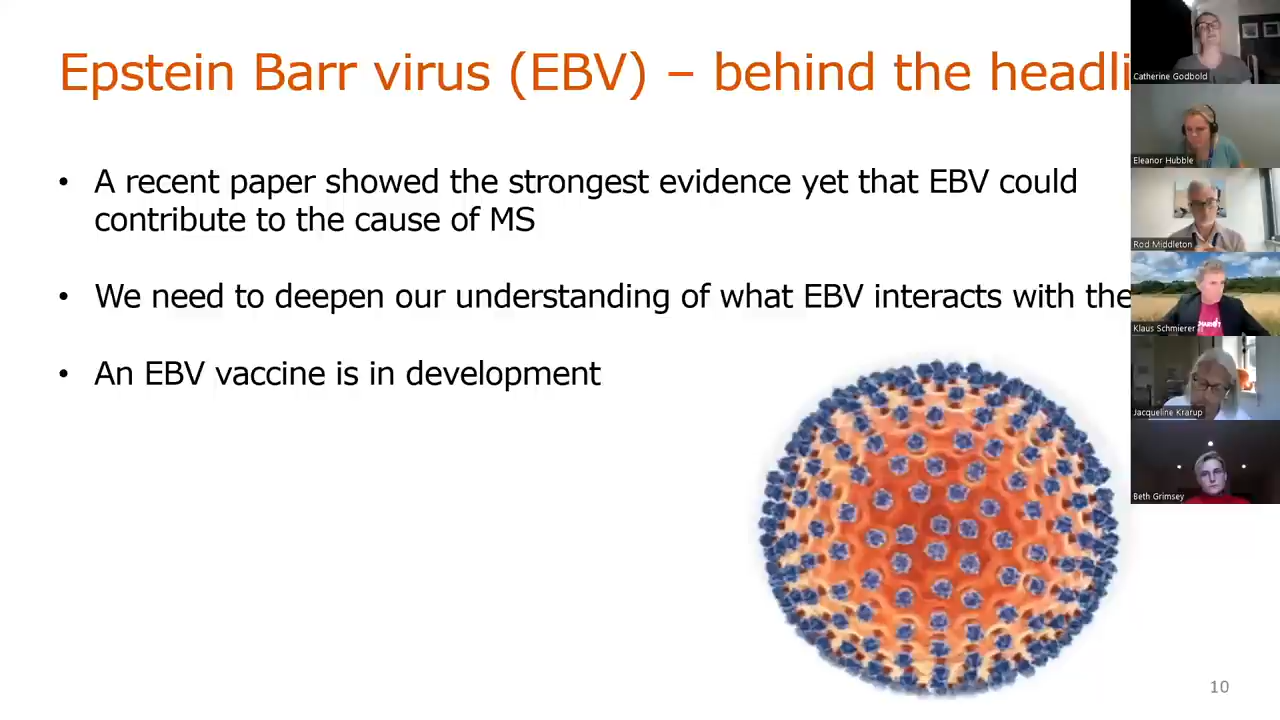 Epstein Barr virus (EBV) – behind the headli
• A recent paper showed the strongest evidence yet that EBV could
contribute to the cause of MS
• We need to deepen our understanding of what EBV interacts with the
• An EBV vaccine is in development
Catherine Godbold
Eleanor Hubble
Rod Middleton
Klaus Schmierer
Jacqueline Krarup
Beth Grimsey
10